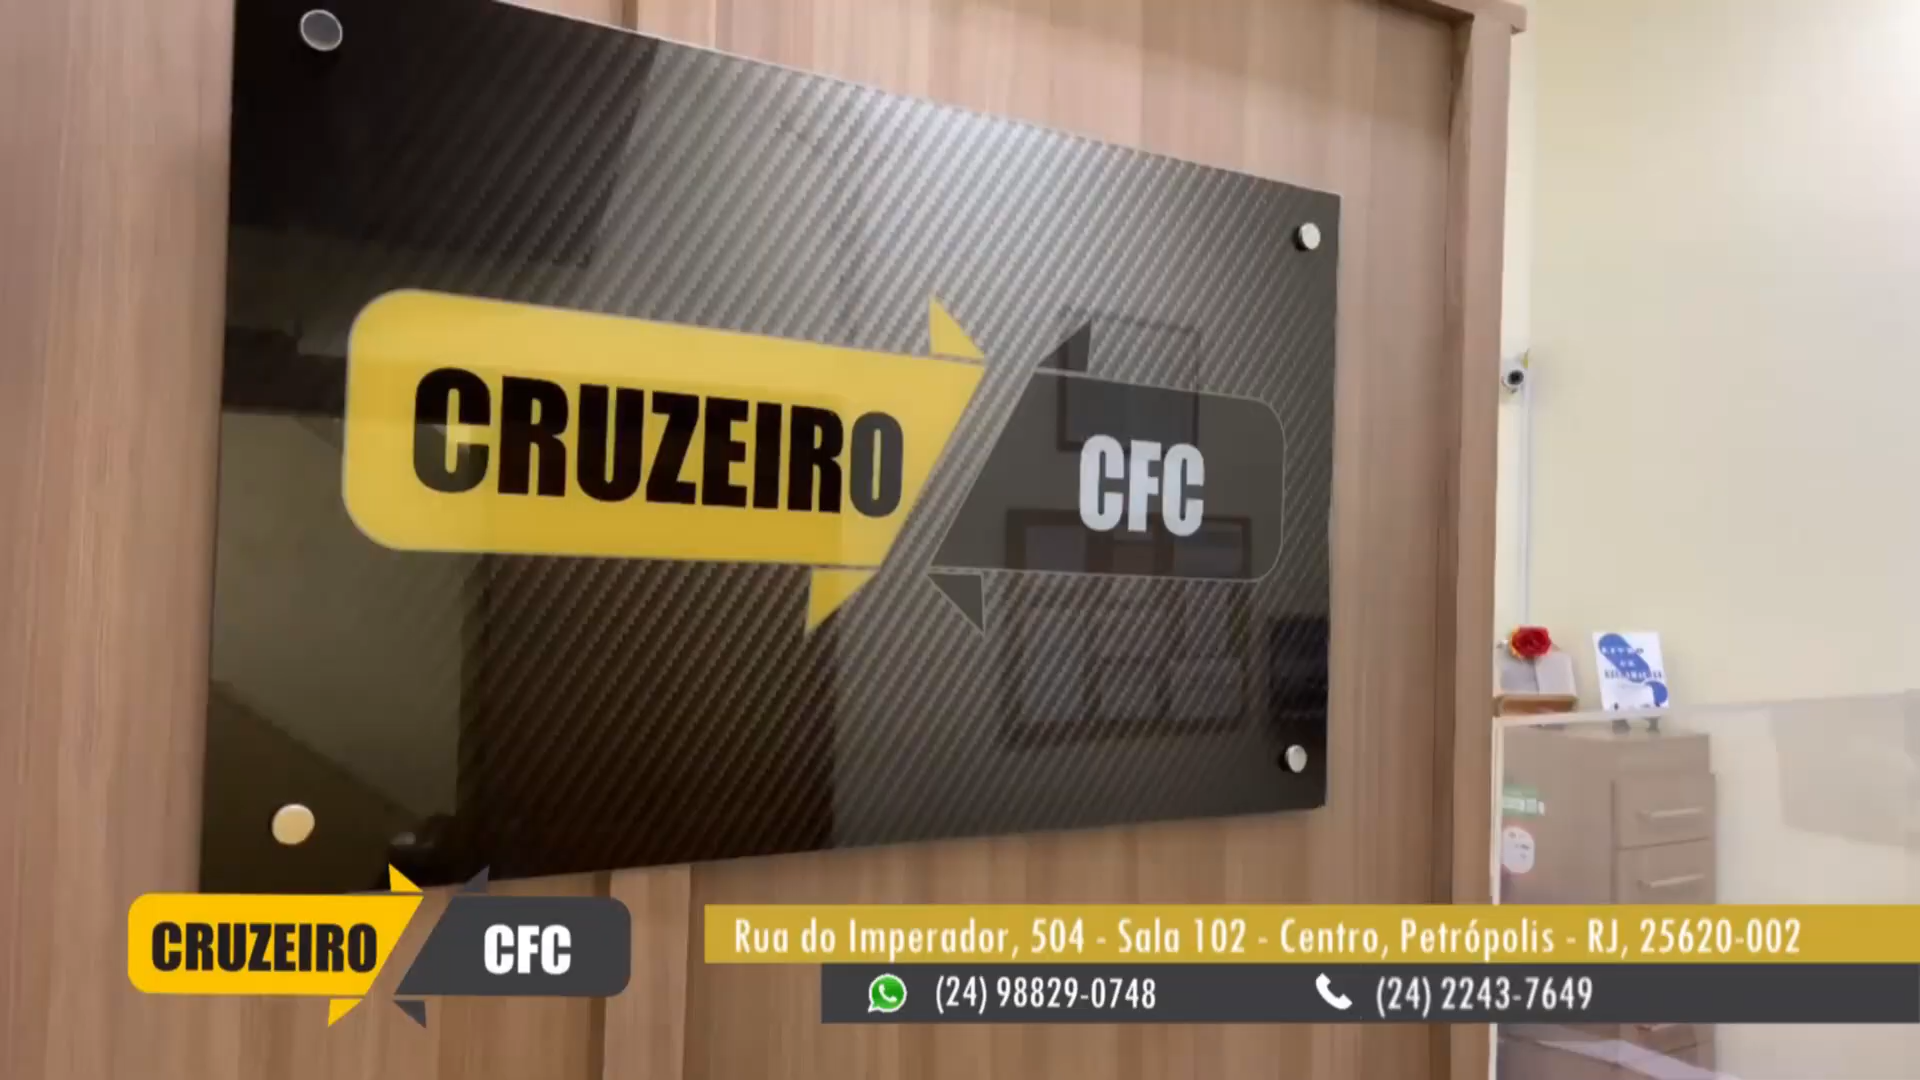 CRUZEIRO
CFC
CRUZEIRO
CFC
Rua do Imperador, 504 - Sala 102 - Centro, Petrópolis - RJ, 25620-002
(24) 98829-0748
(24) 2243-7649